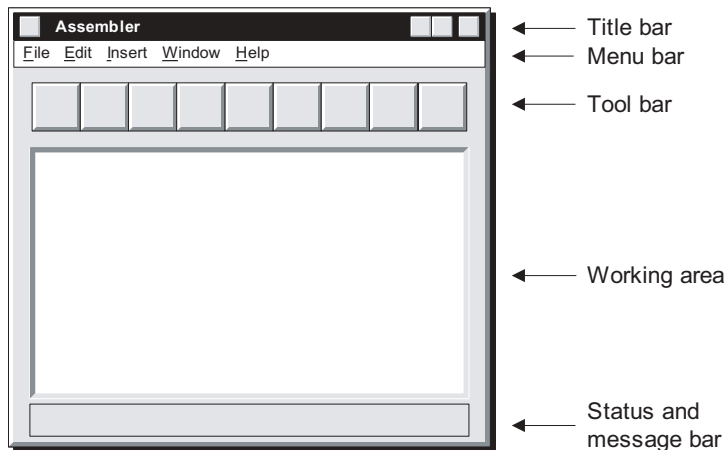 Assembler
Title bar
File Edit Insert Window Help
Menu bar
Tool bar
Working area
Status and
message bar